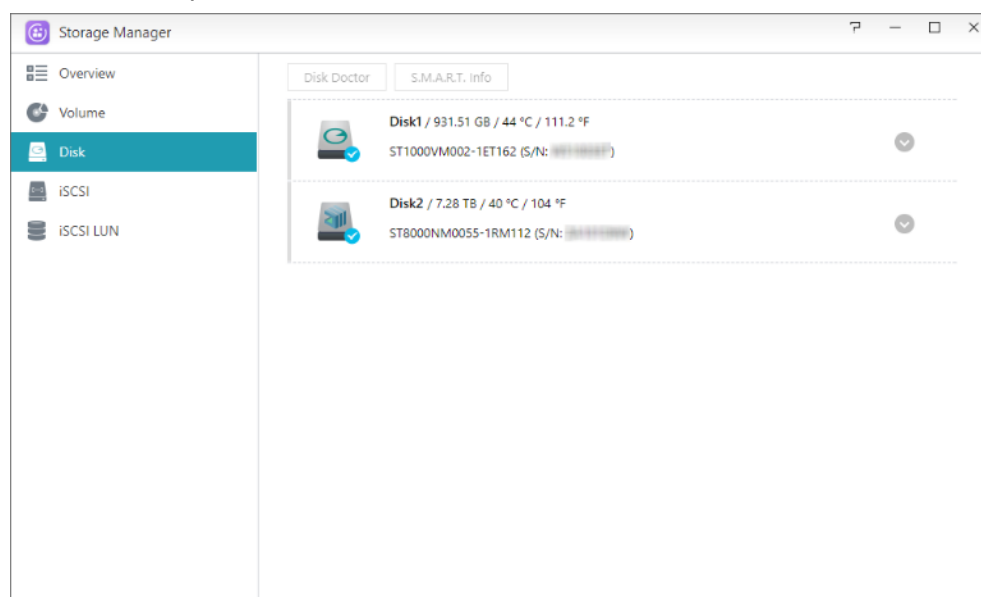 Storage Manager
Overview
Volume
Disk
iSCSI
iSCSI LUN
Disk Doctor S.M.A.R.T. Info
Disk1 / 931.51 GB / 44 °C / 111.2 °F
ST1000VM002-1ET162 (S/N: )
Disk2 / 7.28 TB / 40 °C / 104 °F
ST8000NM0055-1RM112 (S/N: )